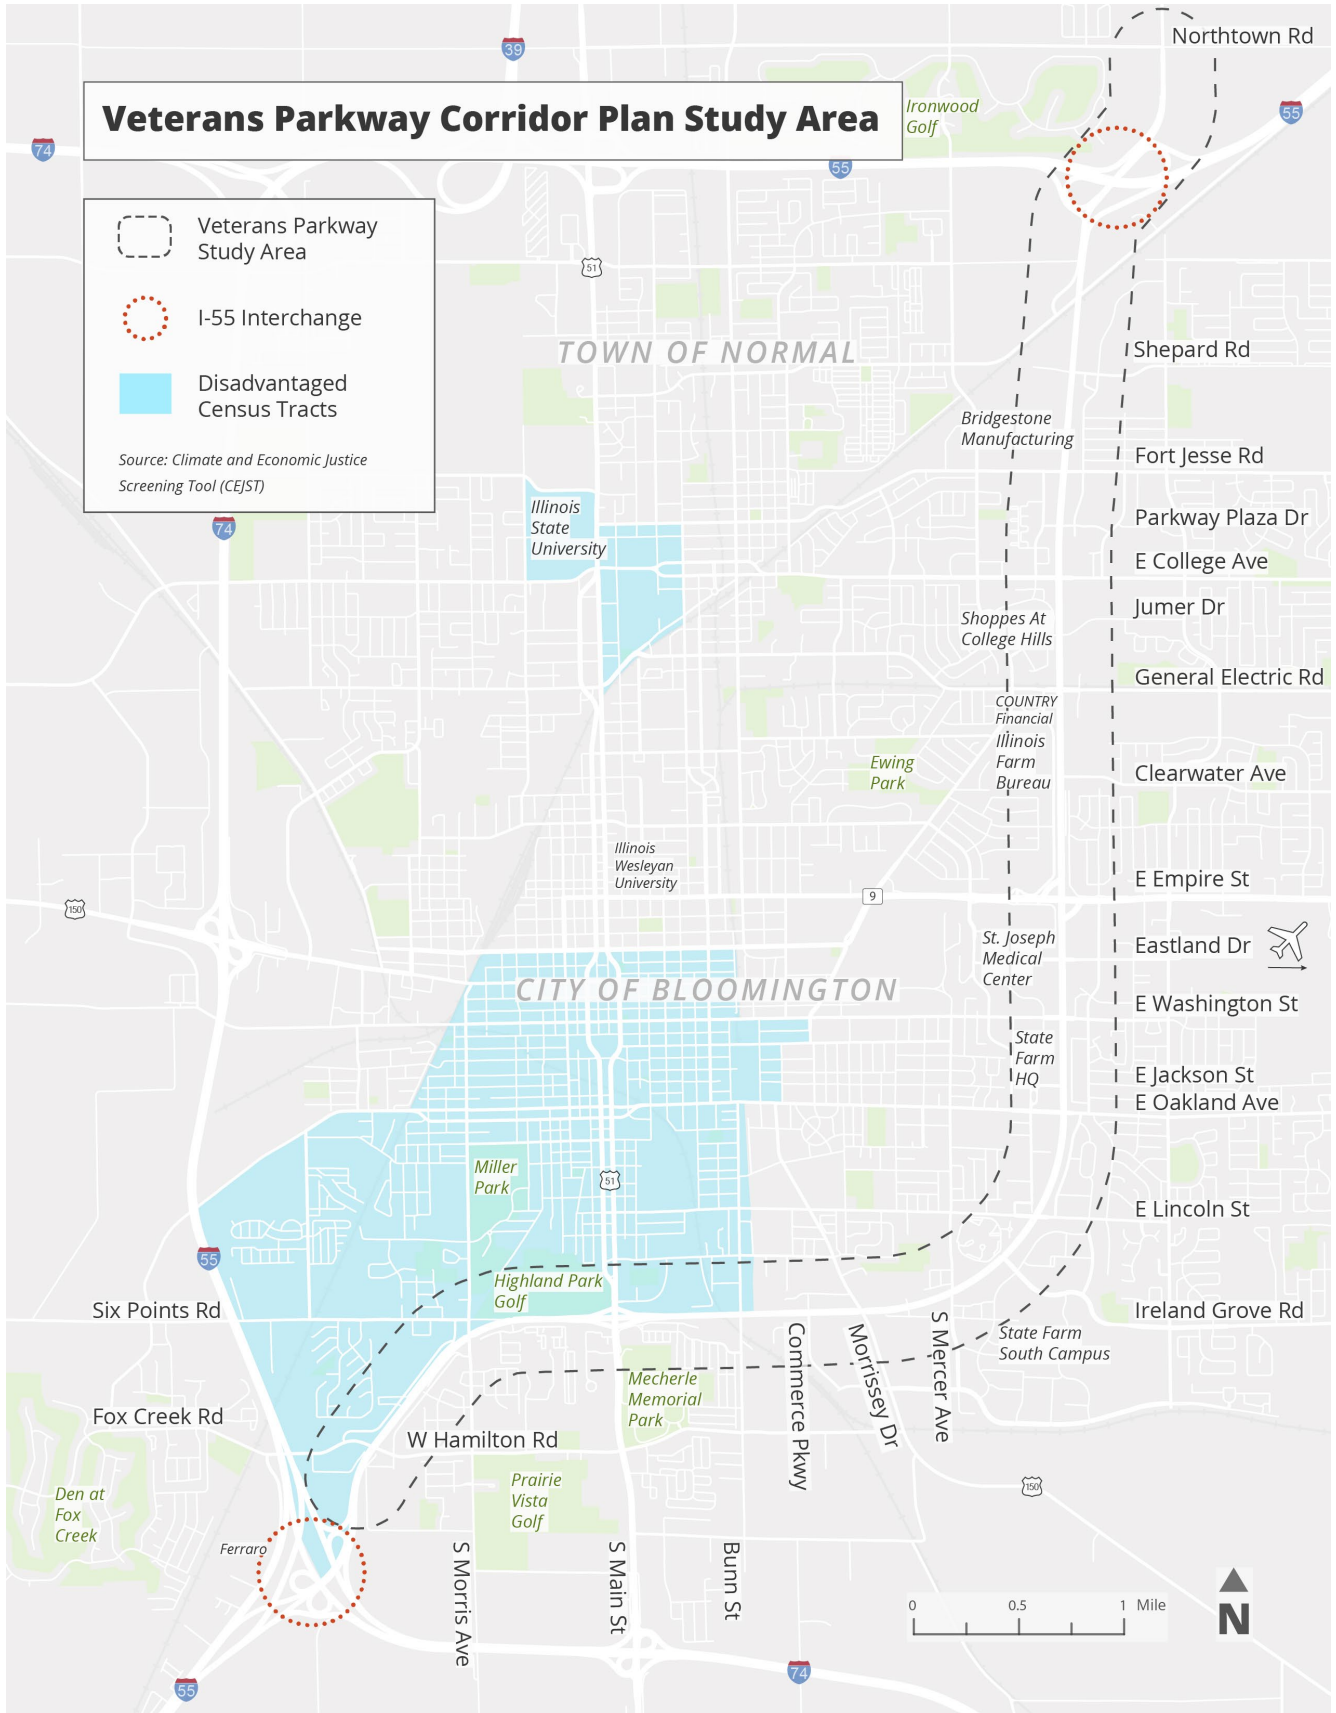 Northtown Rd
39
Veterans Parkway Corridor Plan Study Area
Ironwood
Golf
55
74
55
Veterans Parkway
Study Area
I-55 Interchange
Disadvantaged
Census Tracts
Source: Climate and Economic Justice
Screening Tool (CEJST)
51
TOWN OF NORMAL
Shepard Rd
Bridgestone
Manufacturing
Fort Jesse Rd
74
Illinois
State
University
Parkway Plaza Dr
E College Ave
Jumer Dr
Shoppes At
College Hills
General Electric Rd
COUNTRY
Financial
Illinois
Farm
Bureau
Ewing
Park
Clearwater Ave
Illinois
Wesleyan
University
E Empire St
9
150
St. Joseph
Medical
Center
Eastland Dr
CITY OF BLOOMINGTON
E Washington St
State
Farm
HQ
E Jackson St
E Oakland Ave
Miller
Park
51
E Lincoln St
55
Highland Park
Golf
Six Points Rd
Ireland Grove Rd
State Farm
South Campus
Commerce Pkwy
Morrissey Dr
S Mercer Ave
Mecherle
Memorial
Park
Fox Creek Rd
W Hamilton Rd
Den at
Fox
Creek
Prairie
Vista
Golf
150
Ferraro
S Morris Ave
S Main St
Bunn St
0 0.5 1 Mile
N
55
74